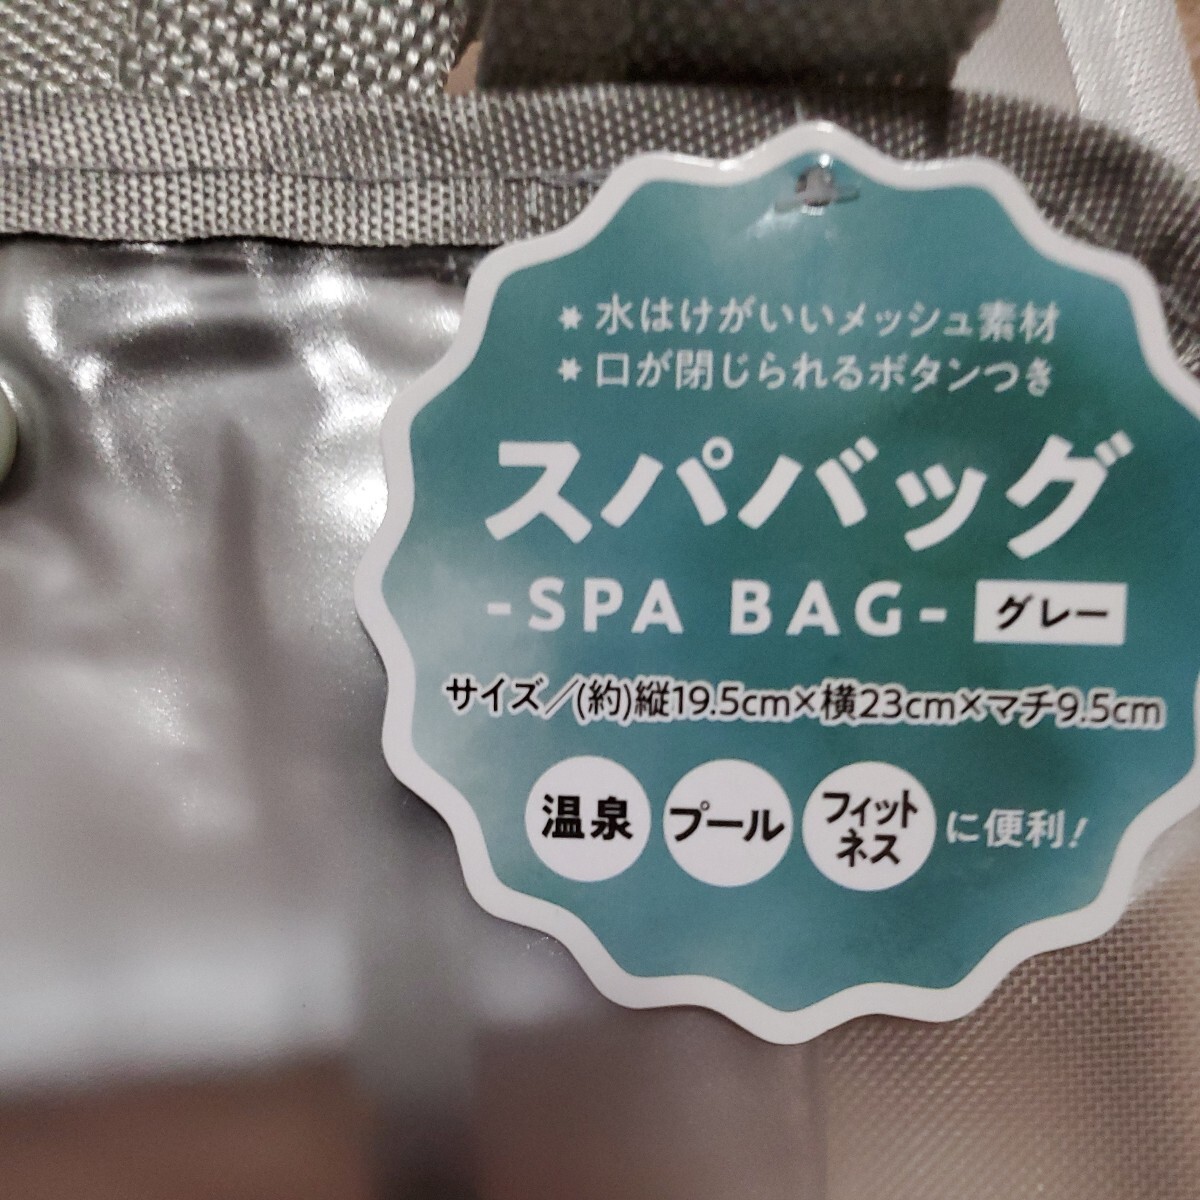 * 水はけがいいメッシュ素材
* 口が閉じられるボタンつき
スパバッグ
-SPA BAG- グレー
サイズ/(約)縦19.5cm×横23cm×マチ9.5cm
温泉 プール フィットネス に便利!